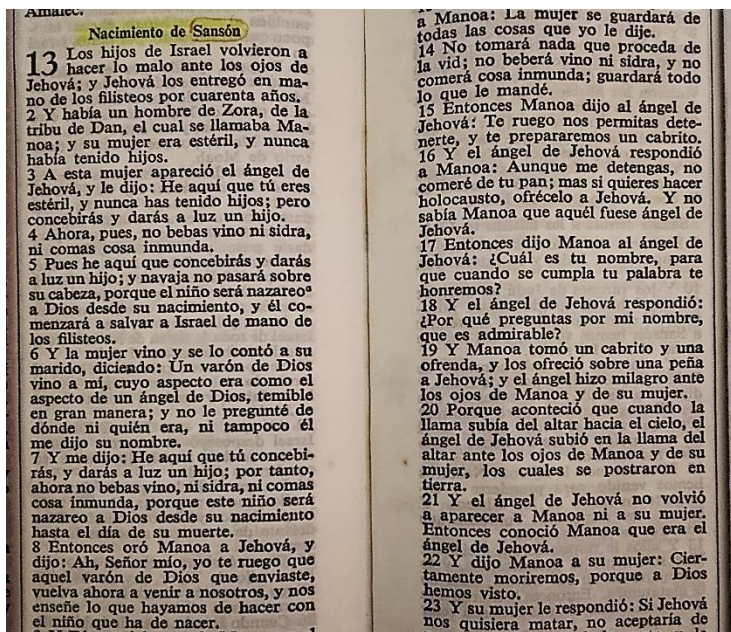 Amalec.
Nacimiento de Sansón
13 Los hijos de Israel volvieron a
hacer lo malo ante los ojos de
Jehová; y Jehová los entregó en ma-
no de los filisteos por cuarenta años.
2 Y había un hombre de Zora, de la
tribu de Dan, el cual se llamaba Ma-
noa; y su mujer era estéril, y nunca
había tenido hijos.
3 A esta mujer apareció el ángel de
Jehová, y le dijo: He aquí que tú eres
estéril, y nunca has tenido hijos; pero
concebirás y darás a luz un hijo.
4 Ahora, pues, no bebas vino ni sidra,
ni comas cosa inmunda.
5 Pues he aquí que concebirás y darás
a luz un hijo; y navaja no pasará sobre
su cabeza, porque el niño será nazareoª
a Dios desde su nacimiento, y él co-
menzará a salvar a Israel de mano de
los filisteos.
6 Y la mujer vino y se lo contó a su
marido, diciendo: Un varón de Dios
vino a mí, cuyo aspecto era como el
aspecto de un ángel de Dios, temible
en gran manera; y no le pregunté de
dónde ni quién era, ni tampoco él
me dijo su nombre.
7 Y me dijo: He aquí que tú concebi-
rás, y darás a luz un hijo; por tanto,
ahora no bebas vino, ni sidra, ni comas
cosa inmunda, porque este niño será
nazareo a Dios desde su nacimiento
hasta el día de su muerte.
8 Entonces oró Manoa a Jehová, y
dijo: Ah, Señor mío, yo te ruego que
aquel varón de Dios que enviaste,
vuelva ahora a venir a nosotros, y nos
enseñe lo que hayamos de hacer con
el niño que ha de nacer.
a Manoa: La mujer se guardará de
todas las cosas que yo le dije.
14 No tomará nada que proceda de
la vid; no beberá vino ni sidra, y no
comerá cosa inmunda; guardará todo
lo que le mandé.
15 Entonces Manoa dijo al ángel de
Jehová: Te ruego nos permitas dete-
nerte, y te prepararemos un cabrito.
16 Y el ángel de Jehová respondió
a Manoa: Aunque me detengas, no
comeré de tu pan; mas si quieres hacer
holocausto, ofrécelo a Jehová. Y no
sabía Manoa que aquél fuese ángel de
Jehová.
17 Entonces dijo Manoa al ángel de
Jehová: ¿Cuál es tu nombre, para
que cuando se cumpla tu palabra te
honremos?
18 Y el ángel de Jehová respondió:
¿Por qué preguntas por mi nombre,
que es admirable?
19 Y Manoa tomó un cabrito y una
ofrenda, y los ofreció sobre una peña
a Jehová; y el ángel hizo milagro ante
los ojos de Manoa y de su mujer.
20 Porque aconteció que cuando la
llama subía del altar hacia el cielo, el
ángel de Jehová subió en la llama del
altar ante los ojos de Manoa y de su
mujer, los cuales se postraron en
tierra.
21 Y el ángel de Jehová no volvió
a aparecer a Manoa ni a su mujer.
Entonces conoció Manoa que era el
ángel de Jehová.
22 Y dijo Manoa a su mujer: Cier-
tamente moriremos, porque a Dios
hemos visto.
23 Y su mujer le respondió: Si Jehová
nos quisiera matar, no aceptaría de